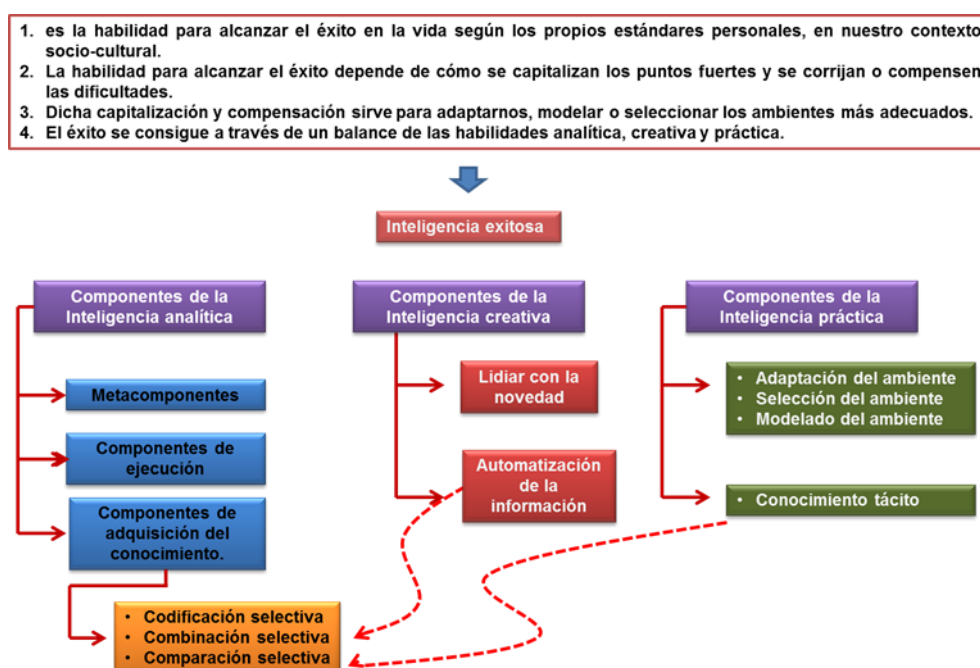 1. es la habilidad para alcanzar el éxito en la vida según los propios estándares personales, en nuestro contexto
socio-cultural.
2. La habilidad para alcanzar el éxito depende de cómo se capitalizan los puntos fuertes y se corrijan o compensen
las dificultades.
3. Dicha capitalización y compensación sirve para adaptarnos, modelar o seleccionar los ambientes más adecuados.
4. El éxito se consigue a través de un balance de las habilidades analítica, creativa y práctica.
Inteligencia exitosa
Componentes de la
Inteligencia analítica
Metacomponentes
Componentes de
ejecución
Componentes de
adquisición del
conocimiento.
• Codificación selectiva
• Combinación selectiva
• Comparación selectiva
Componentes de la
Inteligencia creativa
Lidiar con la
novedad
Automatización
de la
información
Componentes de la
Inteligencia práctica
• Adaptación del ambiente
• Selección del ambiente
• Modelado del ambiente
• Conocimiento tácito